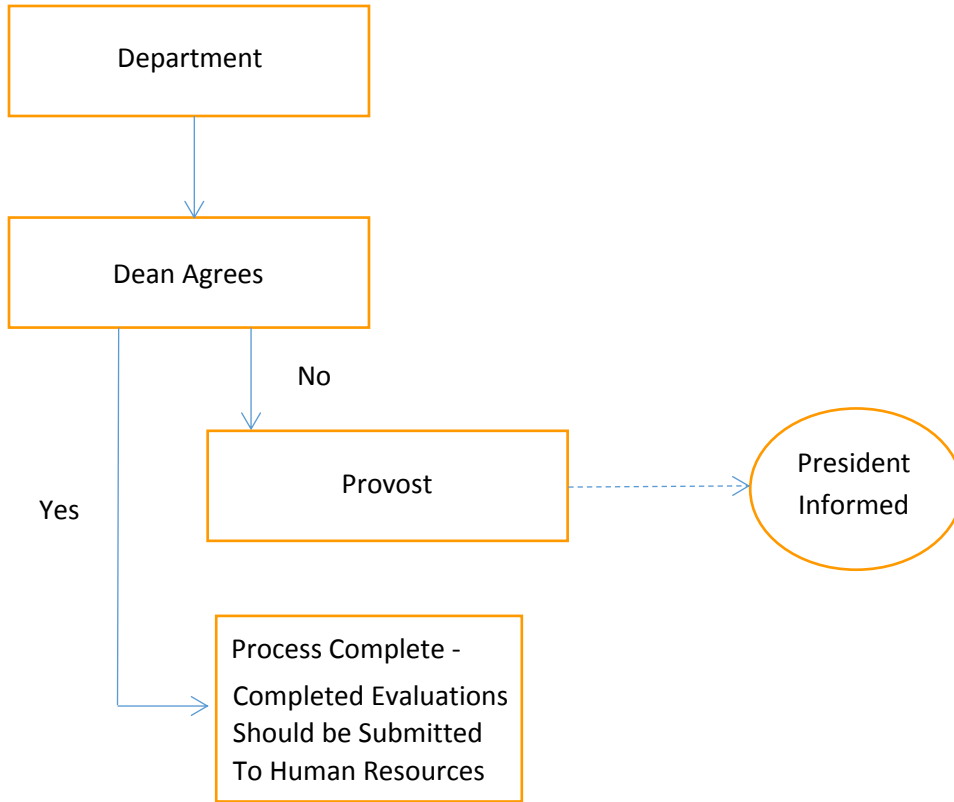 Department
Dean Agrees
No
Provost
President
Informed
Yes
Process Complete -
Completed Evaluations
Should be Submitted
To Human Resources